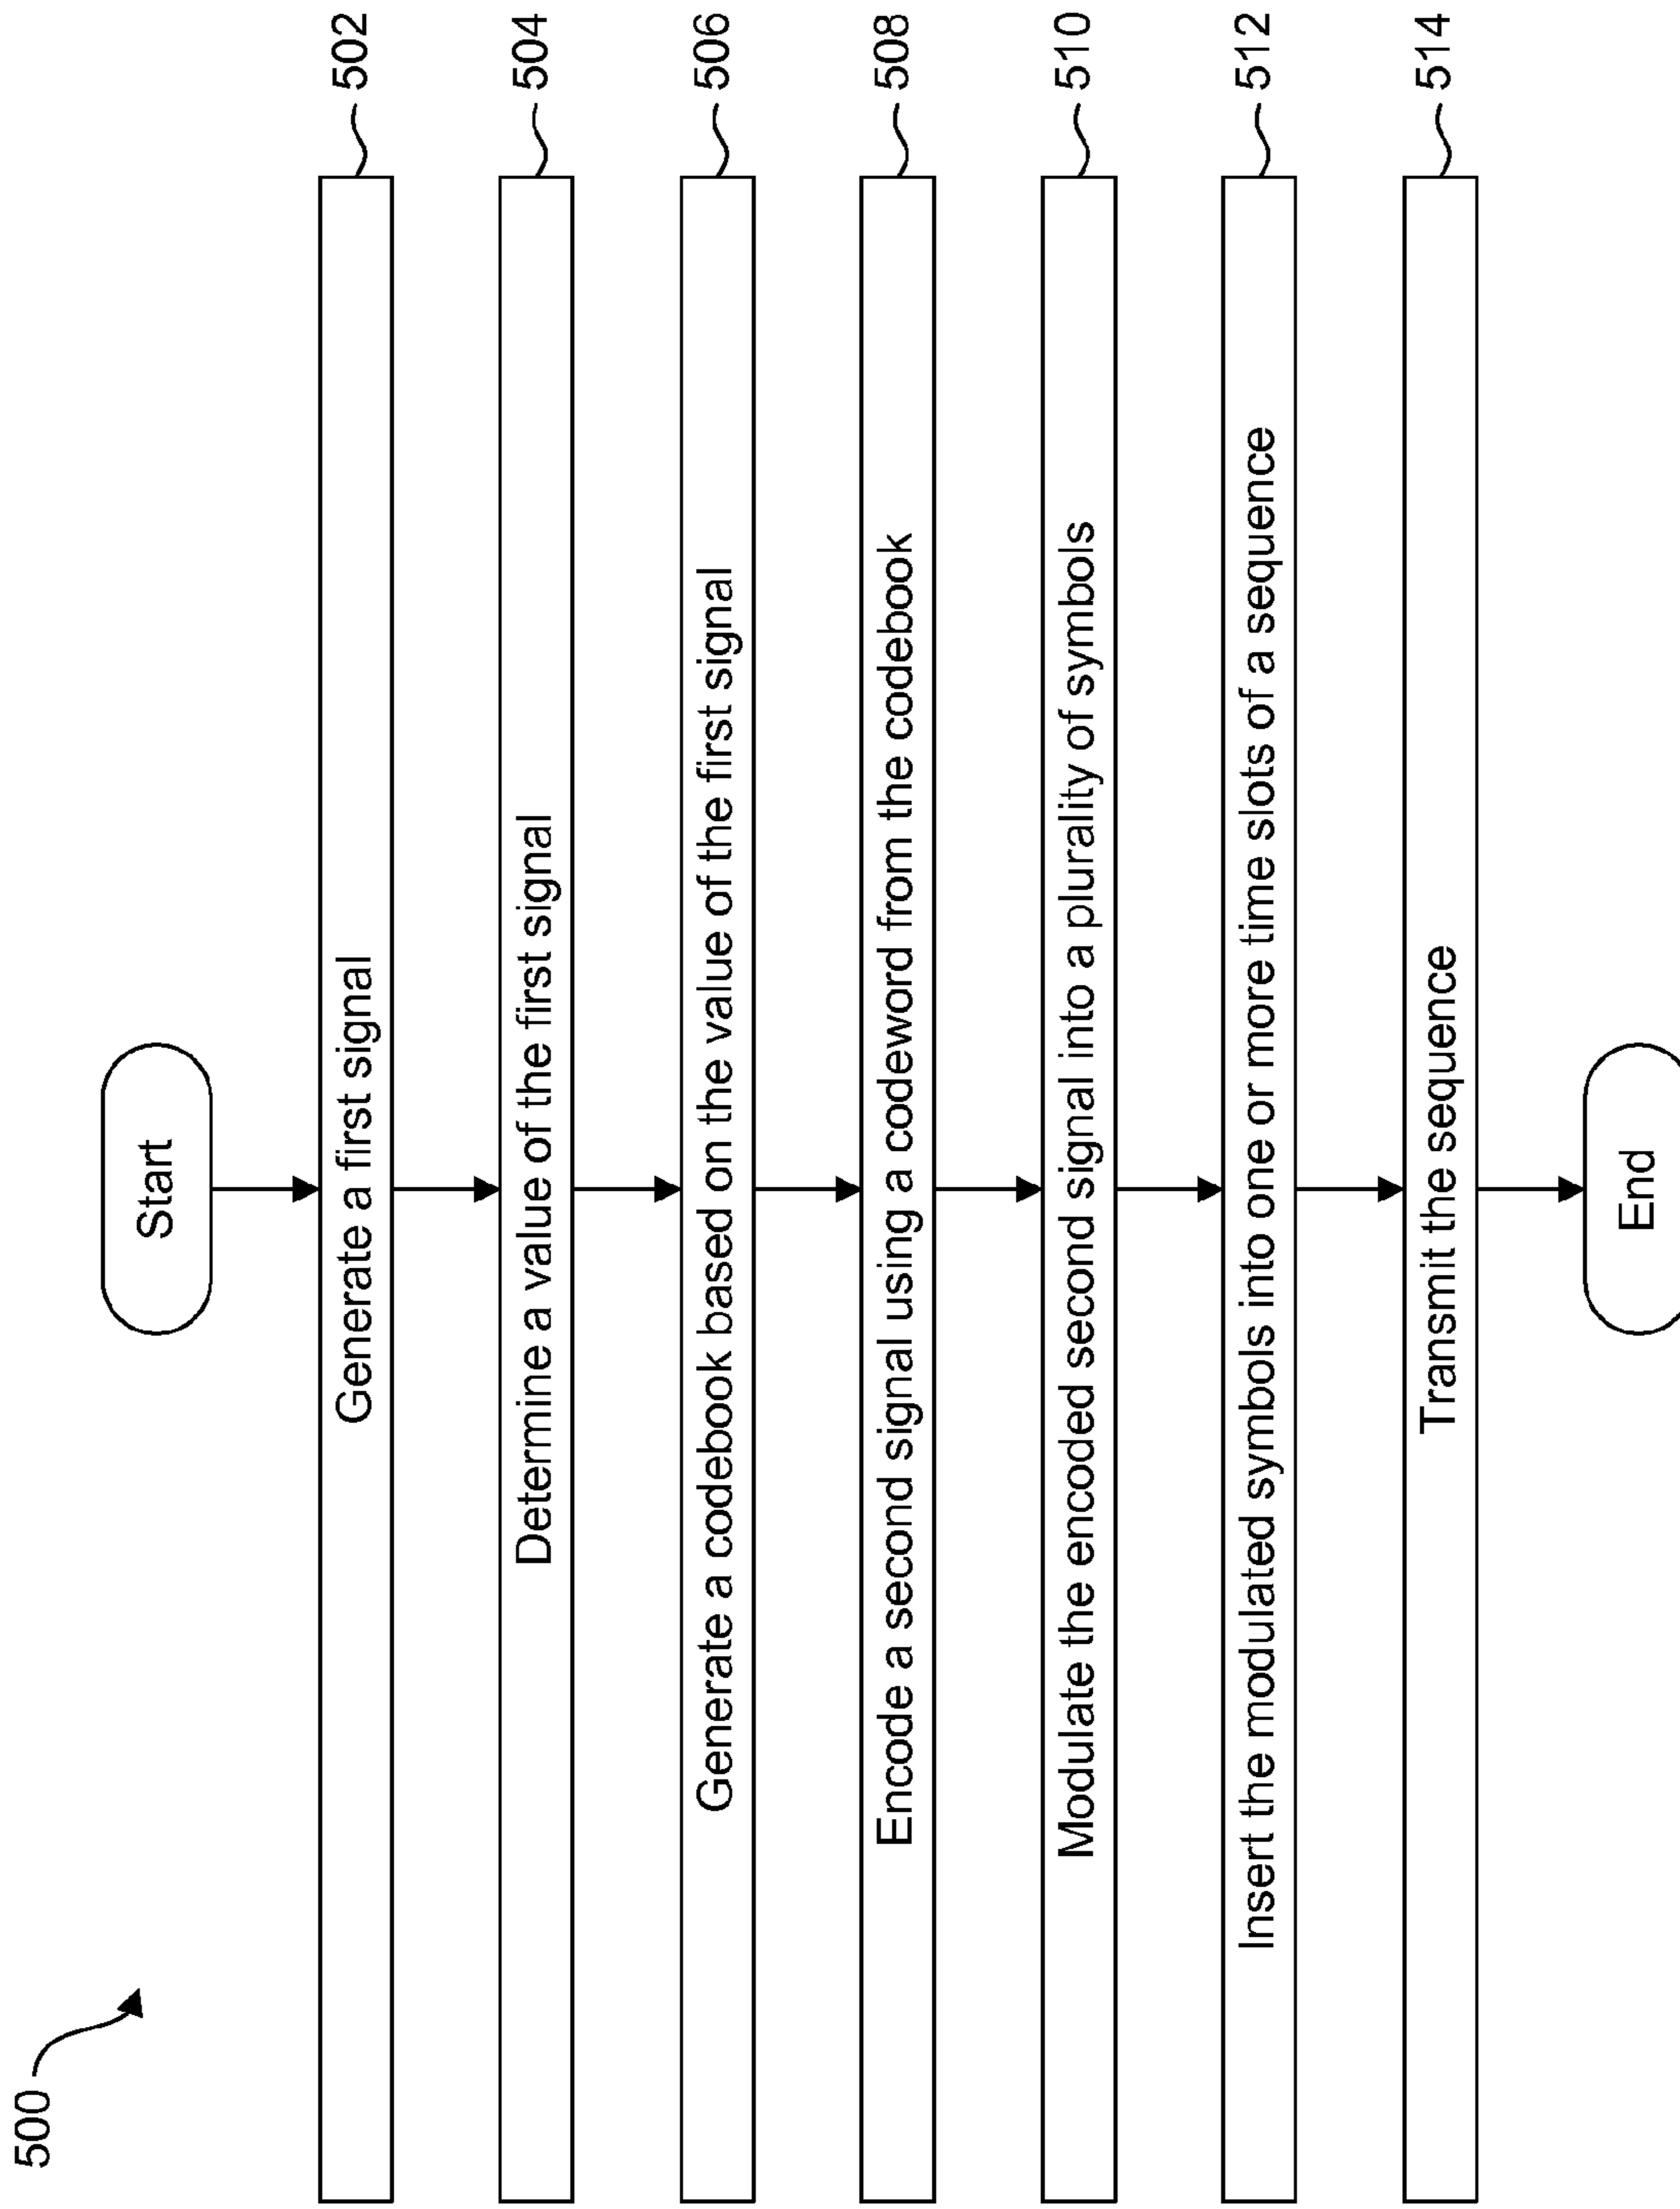 500
Start
Generate a first signal
502
Determine a value of the first signal
504
Generate a codebook based on the value of the first signal
506
Encode a second signal using a codeword from the codebook
508
Modulate the encoded second signal into a plurality of symbols
510
Insert the modulated symbols into one or more time slots of a sequence
512
Transmit the sequence
514
End